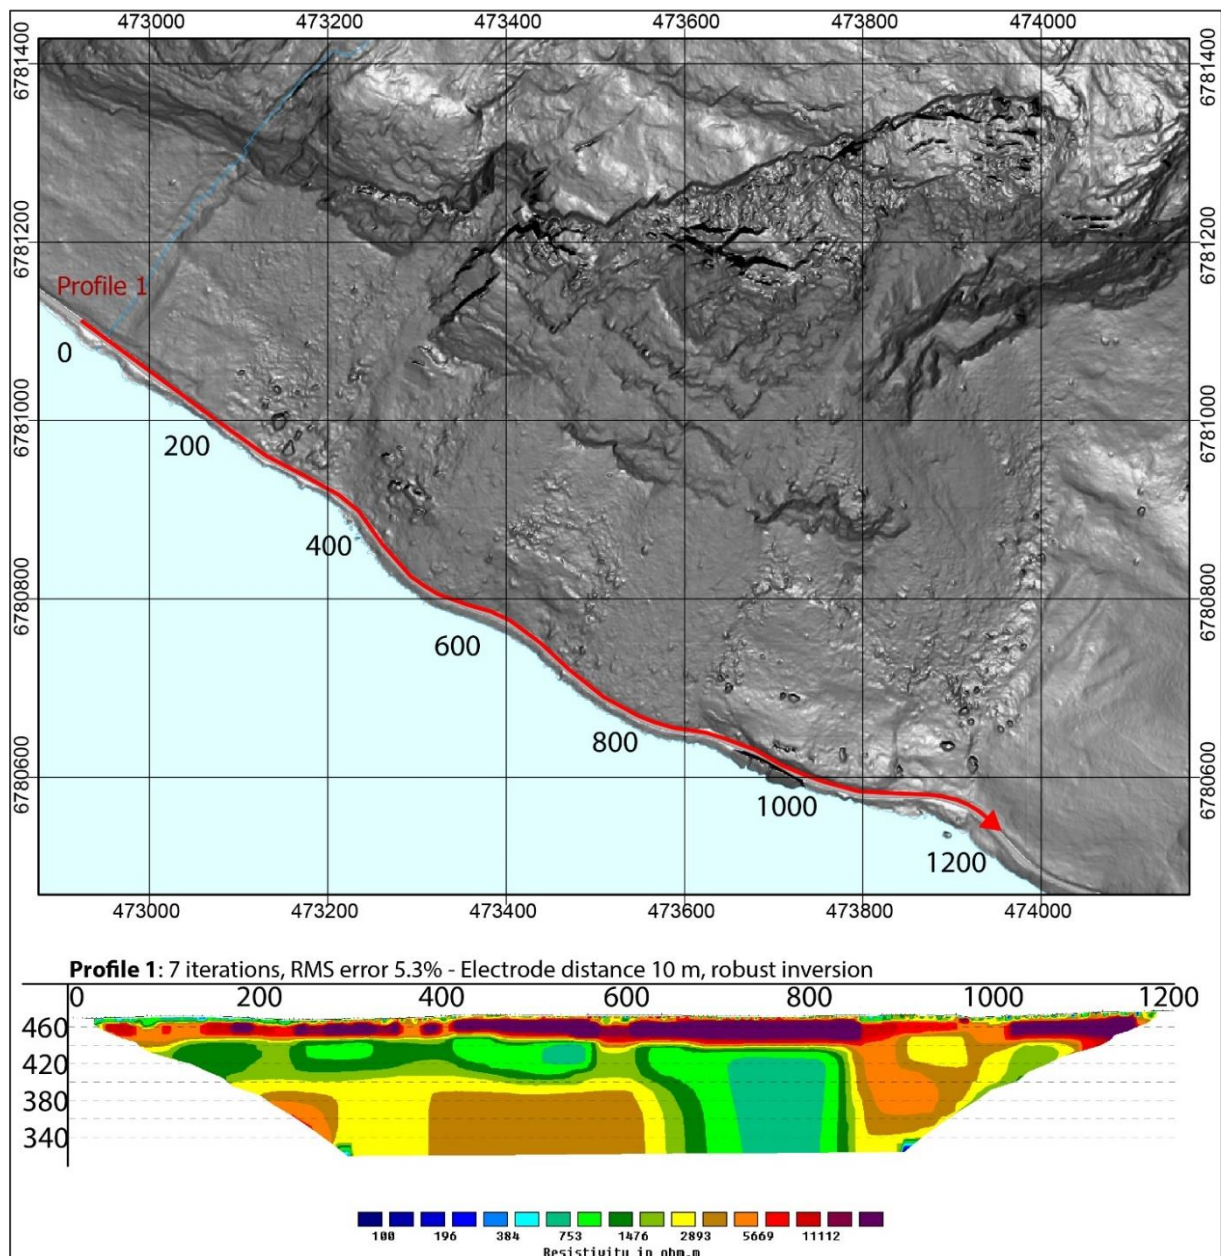 473000 473200 473400 473600 473800 474000
6781400 6781400
6781200 6781200
Profile 1
0
6781000 6781000
200
400
6780800 6780800
600
800
6780600 6780600
1000
1200
473000 473200 473400 473600 473800 474000
Profile 1: 7 iterations, RMS error 5.3% - Electrode distance 10 m, robust inversion
0 200 400 600 800 1000 1200
460
420
380
340
100 196 384 753 1476 2893 5669 11112
Resistivity in ohm.m